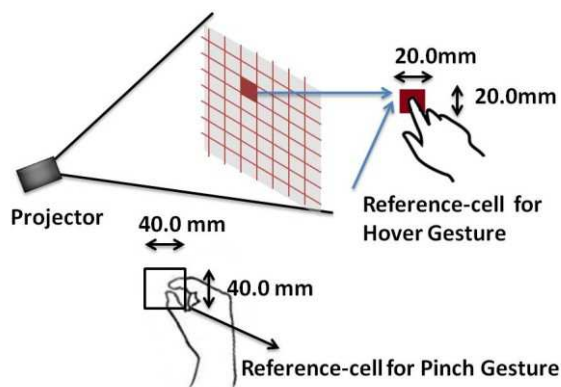 20.0mm
20.0mm
Projector
Reference-cell for
Hover Gesture
40.0 mm
40.0 mm
Reference-cell for Pinch Gesture